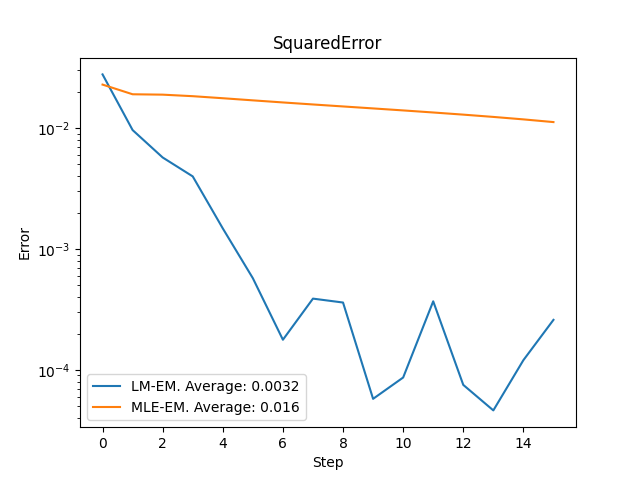 SquaredError
Error
10⁻²
10⁻³
10⁻⁴
LM-EM. Average: 0.0032
MLE-EM. Average: 0.016
0 2 4 6 8 10 12 14
Step